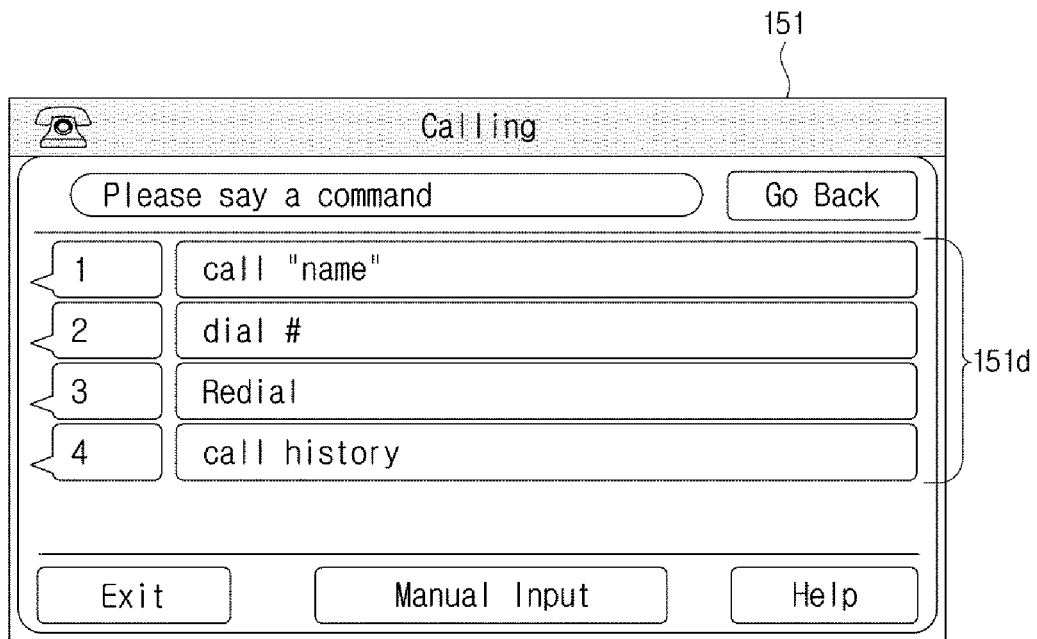 151
Calling
Please say a command
Go Back
1 call "name"
2 dial #
3 Redial
4 call history
151d
Exit Manual Input Help